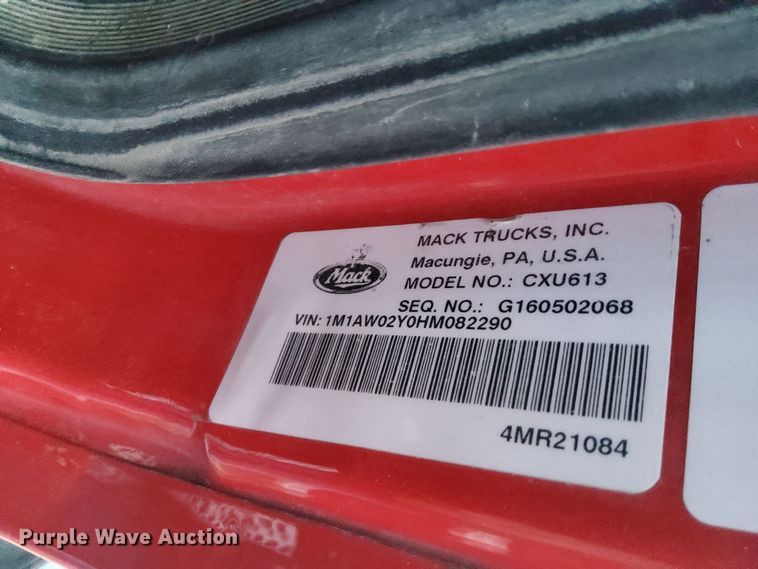 MACK TRUCKS, INC.
Macungie, PA, U.S.A.
Mack
MODEL NO.: CXU613
SEQ. NO.: G160502068
VIN: 1M1AW02Y0HM082290
4MR21084
Purple Wave Auction